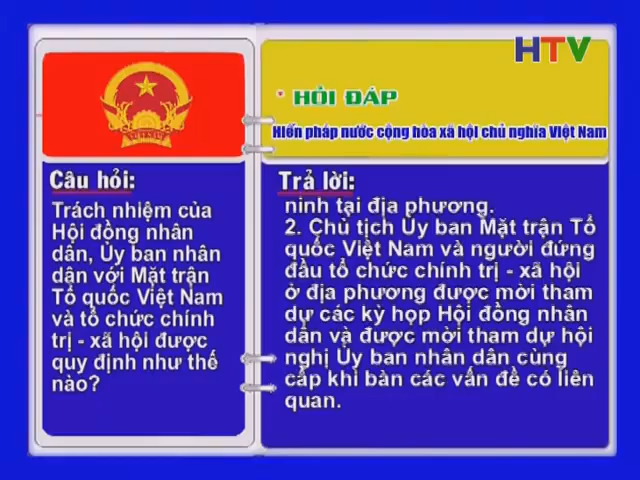 HTV
* HỎI ĐÁP
Hiến pháp nước cộng hòa xã hội chủ nghĩa Việt Nam
VIỆT NAM
Câu hỏi:
Trách nhiệm của
Hội đồng nhân
dân, Ủy ban nhân
dân với Mặt trận
Tổ quốc Việt Nam
và tổ chức chính
trị - xã hội được
quy định như thế
nào?
Trả lời:
ninh tại địa phương.
2. Chủ tịch Ủy ban Mặt trận Tổ
quốc Việt Nam và người đứng
đầu tổ chức chính trị - xã hội
ở địa phương được mời tham
dự các kỳ họp Hội đồng nhân
dân và được mời tham dự hội
nghị Ủy ban nhân dân cùng
cấp khi bàn các vấn đề có liên
quan.